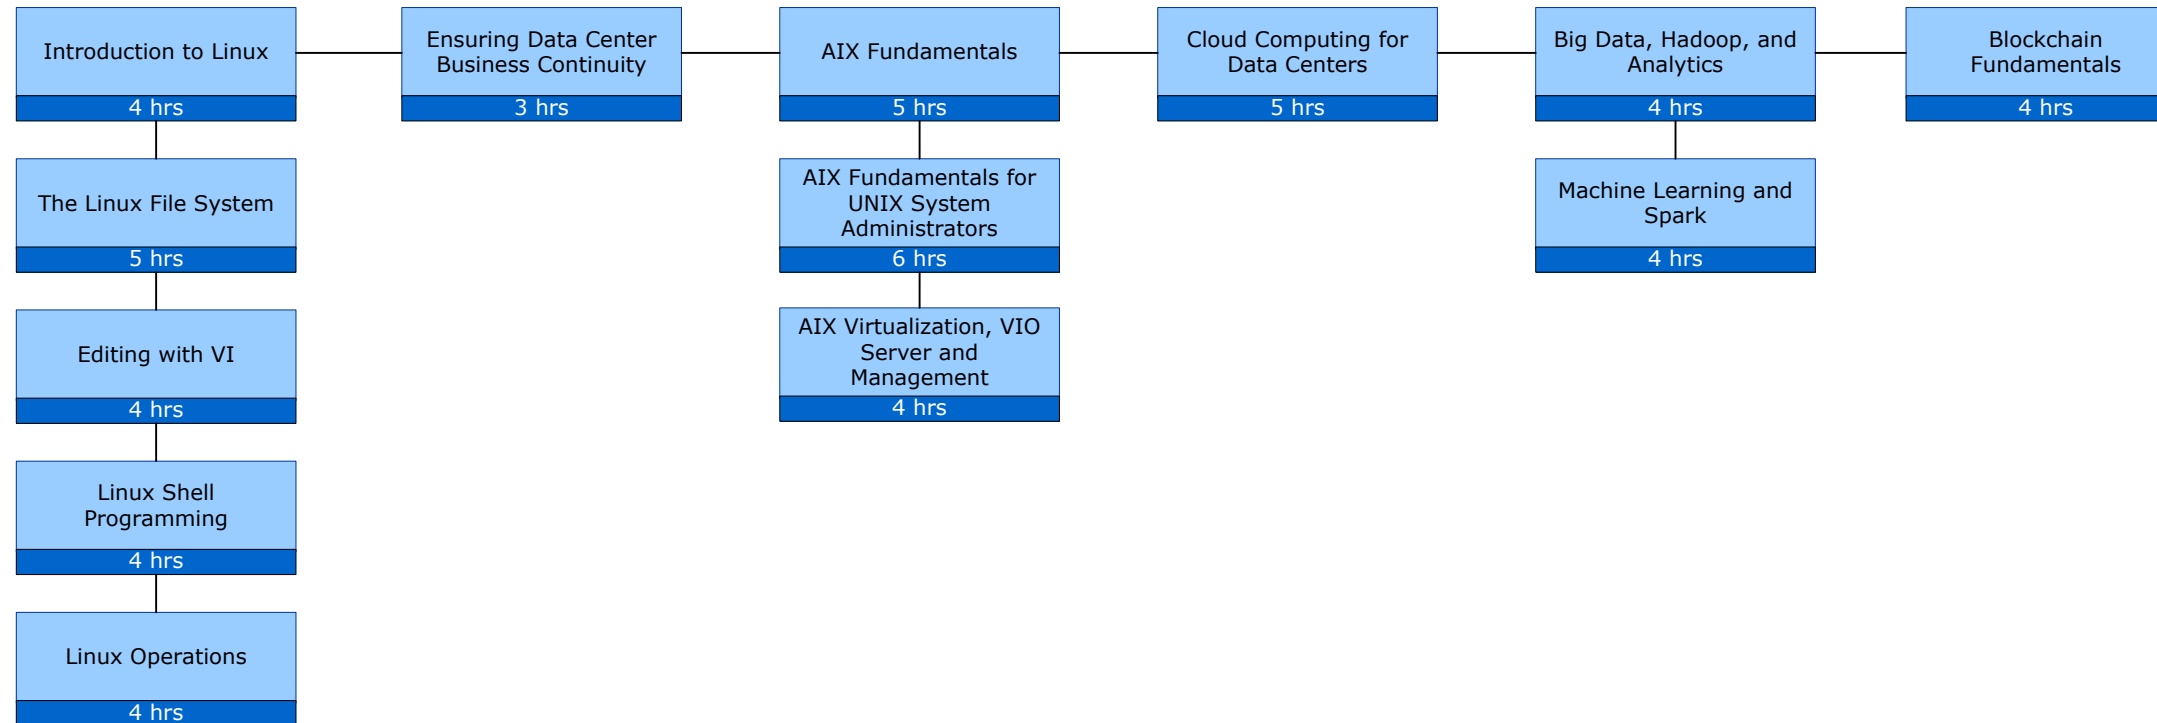 Introduction to Linux
4 hrs
Ensuring Data Center
Business Continuity
3 hrs
AIX Fundamentals
5 hrs
Cloud Computing for
Data Centers
5 hrs
Big Data, Hadoop, and
Analytics
4 hrs
Blockchain
Fundamentals
4 hrs
The Linux File System
5 hrs
AIX Fundamentals for
UNIX System
Administrators
6 hrs
Machine Learning and
Spark
4 hrs
Editing with VI
4 hrs
AIX Virtualization, VIO
Server and
Management
4 hrs
Linux Shell
Programming
4 hrs
Linux Operations
4 hrs